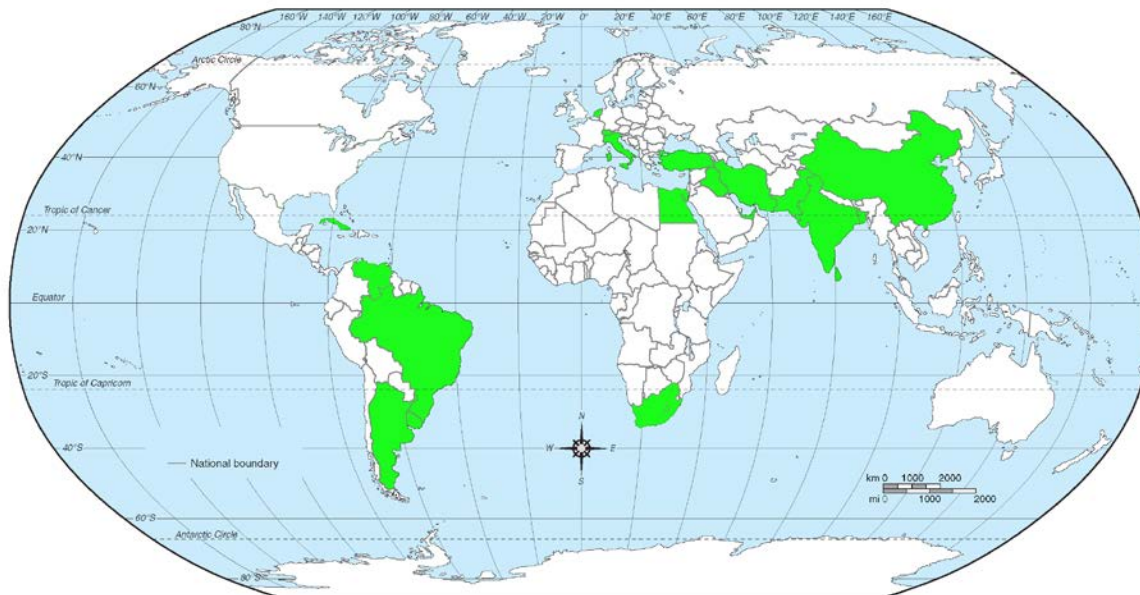 160°W 140°W 120°W 100°W 80°W 60°W 40°W 20°W 0° 20°E 40°E 60°E 80°E 100°E 120°E 140°E 160°E
80°N
Arctic Circle
60°N
40°N
Tropic of Cancer
20°N
Equator
20°S
Tropic of Capricorn
N
40°S
W E
National boundary
S
km 0 1000 2000
mi 0 1000 2000
60°S
Antarctic Circle
80°S